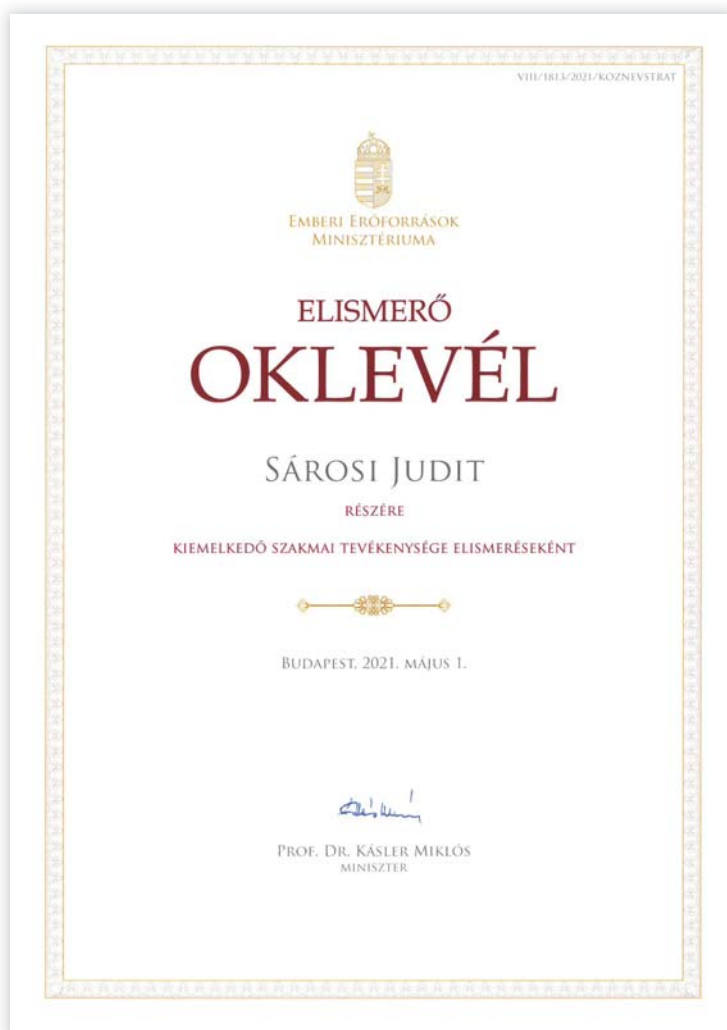 VIII/1813/2021/KOZNEVSTRAT
EMBERI ERŐFORRÁSOK
MINISZTÉRIUMA
ELISMERŐ
OKLEVÉL
SÁROSI JUDIT
RÉSZÉRE
KIEMELKEDŐ SZAKMAI TEVÉKENYSÉGE ELISMERÉSEKÉNT
BUDAPEST, 2021. MÁJUS 1.
PROF. DR. KÁSLER MIKLÓS
MINISZTER